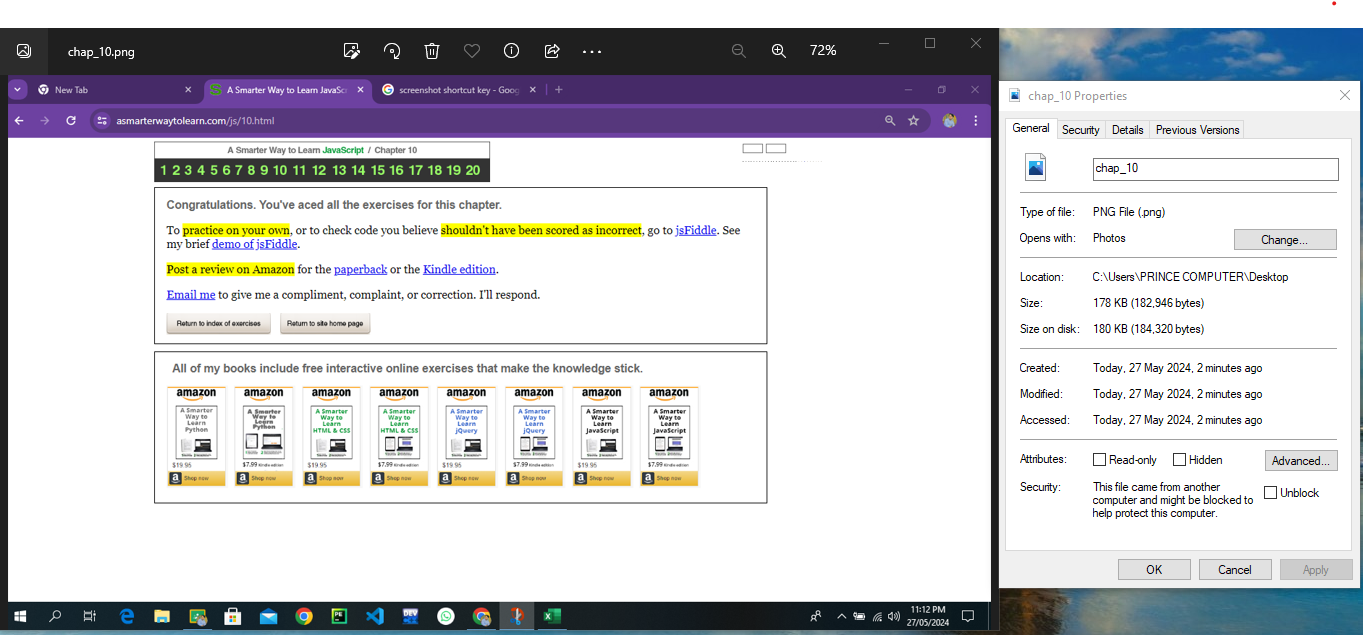 chap_10.png
72%
New Tab
A Smarter Way to Learn JavaSc
screenshot shortcut key - Goog
asmarterwaytolearn.com/js/10.html
A Smarter Way to Learn JavaScript / Chapter 10
1 2 3 4 5 6 7 8 9 10 11 12 13 14 15 16 17 18 19 20
Congratulations. You've aced all the exercises for this chapter.
To practice on your own, or to check code you believe shouldn't have been scored as incorrect, go to jsFiddle. See
my brief demo of jsFiddle.
Post a review on Amazon for the paperback or the Kindle edition.
Email me to give me a compliment, complaint, or correction. I'll respond.
Return to index of exercises Return to site home page
All of my books include free interactive online exercises that make the knowledge stick.
amazon amazon amazon amazon amazon amazon amazon amazon
A Smarter A Smarter A Smarter A Smarter A Smarter A Smarter A Smarter A Smarter
Way to Way to Way to Way to Way to Way to Way to Way to
Learn Learn Learn Learn Learn Learn Learn Learn
Python Python HTML & CSS HTML & CSS jQuery jQuery JavaScript JavaScript
$19.95 $7.99 Kindle edition $19.95 $7.99 Kindle edition $19.95 $7.99 Kindle edition $19.95 $7.99 Kindle edition
a Shop now a Shop now a Shop now a Shop now a Shop now a Shop now a Shop now a Shop now
PE
DEV
11:12 PM
27/05/2024
chap_10 Properties
General Security Details Previous Versions
chap_10
Type of file: PNG File (.png)
Opens with: Photos Change...
Location: C:\Users\PRINCE COMPUTER\Desktop
Size: 178 KB (182,946 bytes)
Size on disk: 180 KB (184,320 bytes)
Created: Today, 27 May 2024, 2 minutes ago
Modified: Today, 27 May 2024, 2 minutes ago
Accessed: Today, 27 May 2024, 2 minutes ago
Attributes: Read-only Hidden Advanced...
Security: This file came from another
computer and might be blocked to Unblock
help protect this computer.
OK Cancel Apply